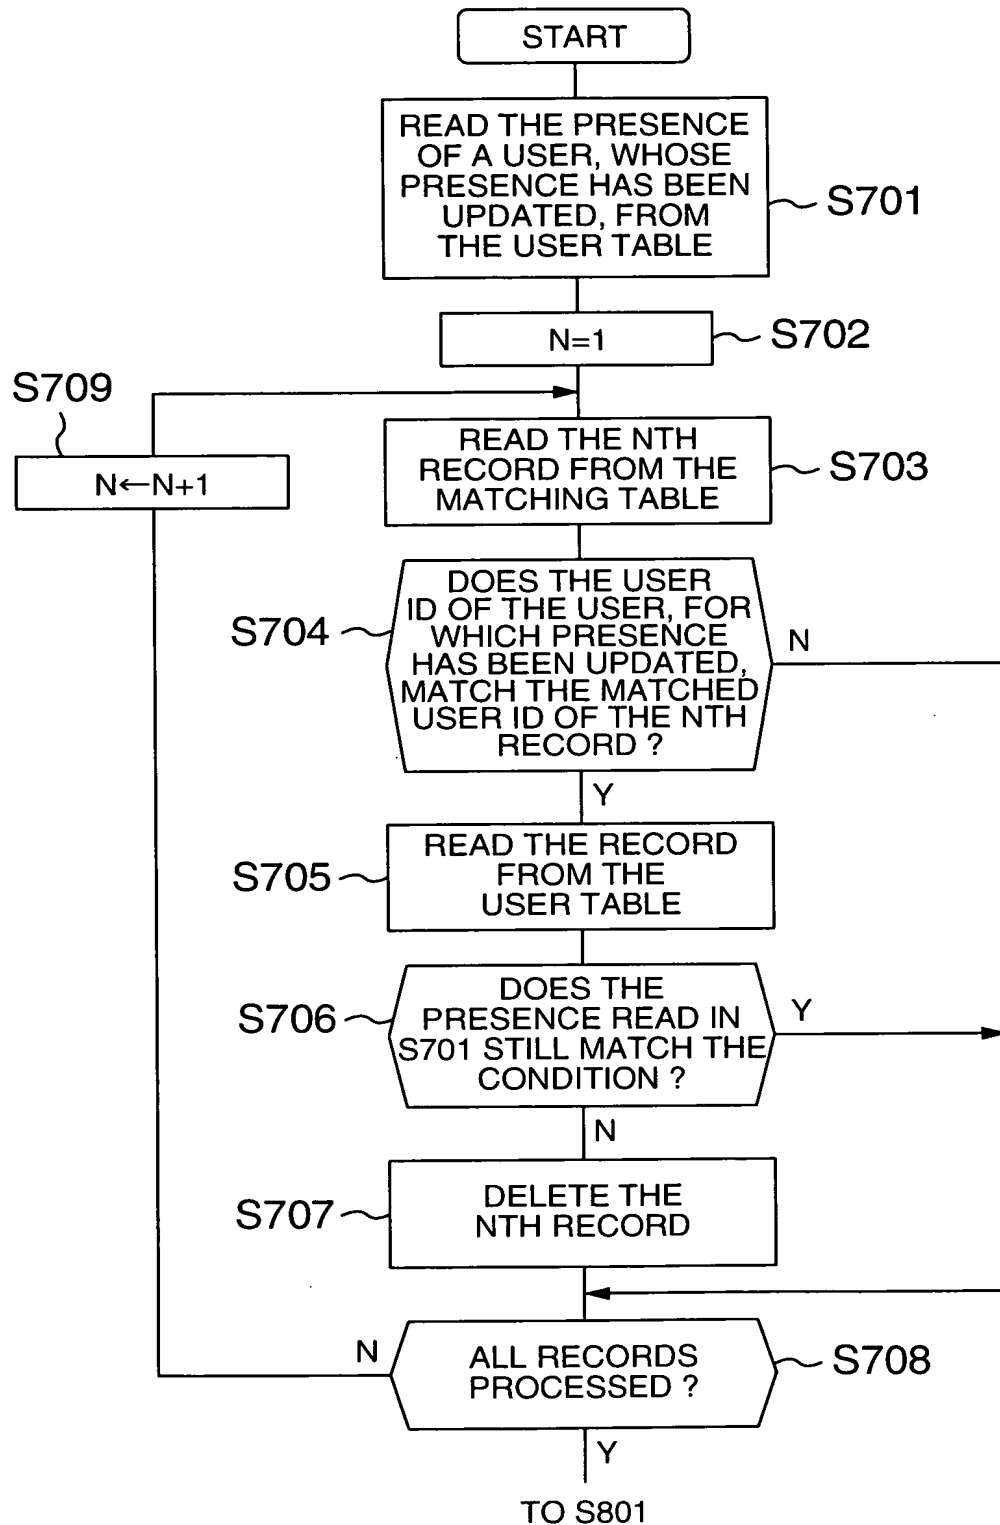 START
READ THE PRESENCE
OF A USER, WHOSE
PRESENCE HAS BEEN
UPDATED, FROM
THE USER TABLE
S701
N=1
S702
S709
N←N+1
READ THE NTH
RECORD FROM THE
MATCHING TABLE
S703
DOES THE USER
ID OF THE USER, FOR
WHICH PRESENCE
HAS BEEN UPDATED,
MATCH THE MATCHED
USER ID OF THE NTH
RECORD ?
S704
N
Y
READ THE RECORD
FROM THE
USER TABLE
S705
DOES THE
PRESENCE READ IN
S701 STILL MATCH THE
CONDITION ?
S706
Y
N
DELETE THE
NTH RECORD
S707
N
ALL RECORDS
PROCESSED ?
S708
Y
TO S801